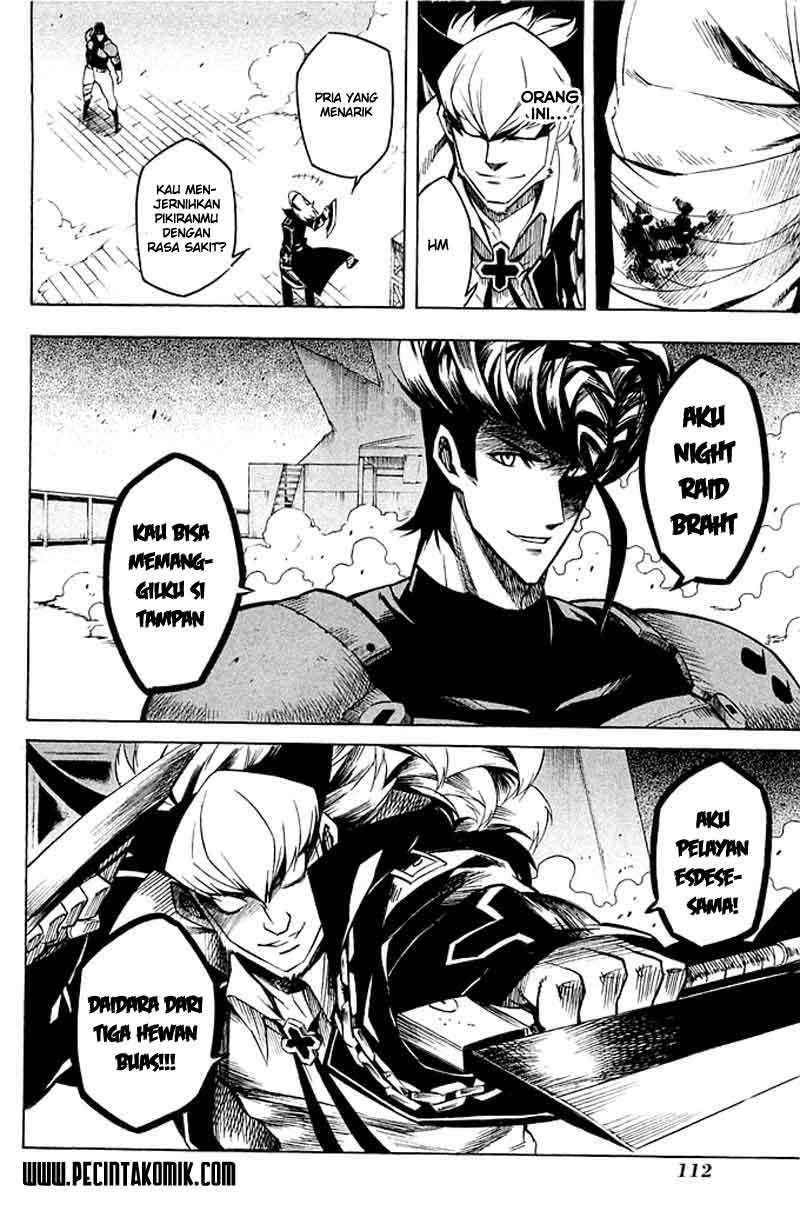 ORANG
INI...
HM
PRIA YANG
MENARIK
KAU MEN-
JERNIHKAN
PIKIRANMU
DENGAN
RASA SAKIT?
AKU
NIGHT
RAID
BRAHT
KAU BISA
MEMANG-
GILKU SI
TAMPAN
AKU
PELAYAN
ESDESE-
SAMA!
DAIDARA DARI
TIGA HEWAN
BUAS!!!
WWW.PECINTAKOMIK.COM
112